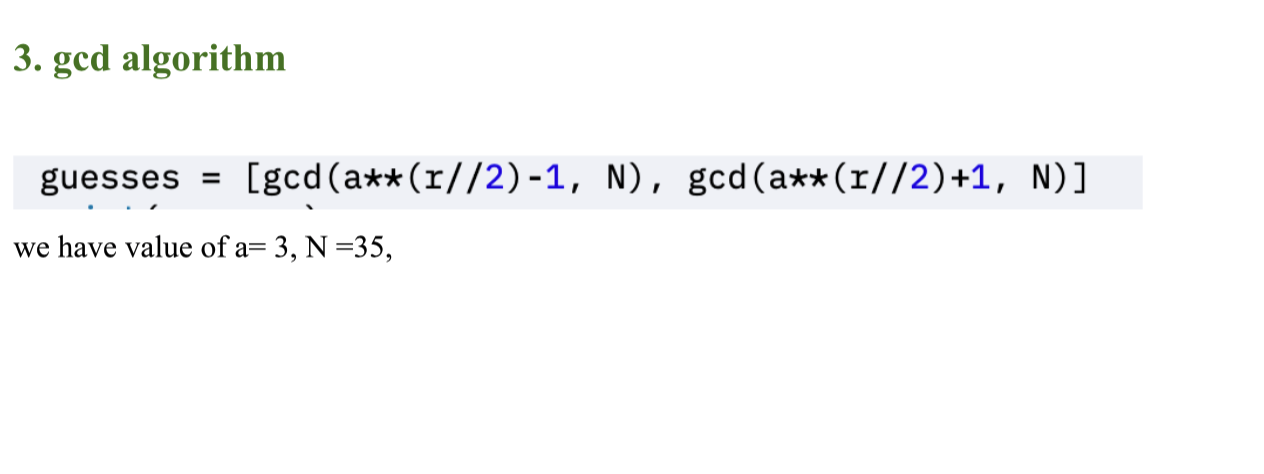 3. gcd algorithm
guesses = [gcd(a**(r//2)-1, N), gcd(a**(r//2)+1, N)]
we have value of a= 3, N =35,